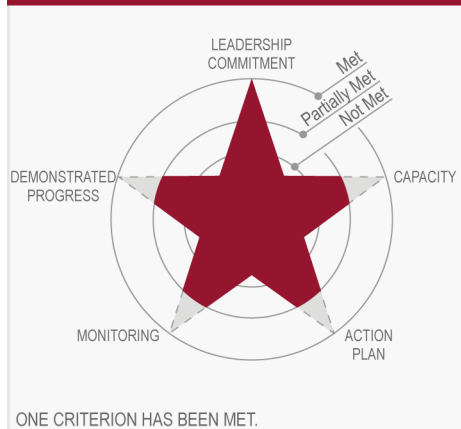 LEADERSHIP
COMMITMENT
Met
Partially Met
Not Met
DEMONSTRATED
PROGRESS
CAPACITY
MONITORING
ACTION
PLAN
ONE CRITERION HAS BEEN MET.